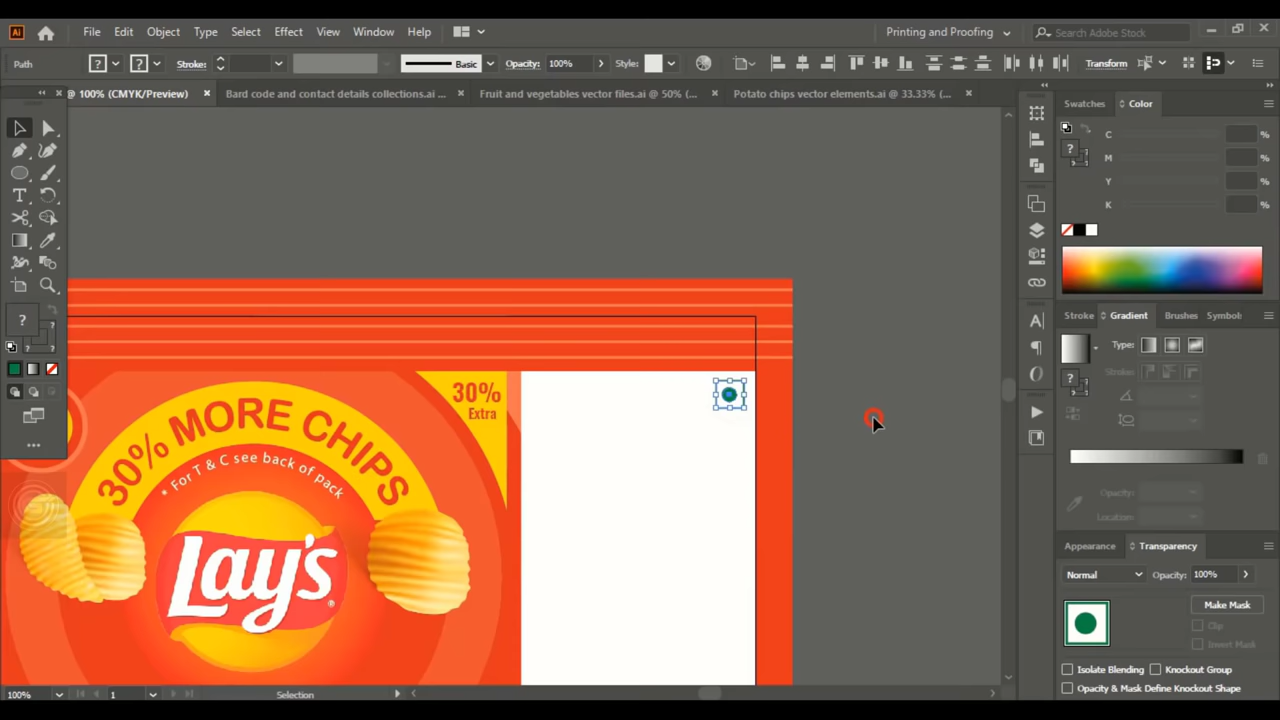 Ai File Edit Object Type Select Effect View Window Help Printing and Proofing Search Adobe Stock
Path ? ? Stroke: Basic Opacity: 100% Style: Transform
@ 100% (CMYK/Preview) × Bard code and contact details collections.ai ... × Fruit and vegetables vector files.ai @ 50% (... × Potato chips vector elements.ai @ 33.33% (... ×
Swatches Color
C %
? M %
Y %
K %
Stroke Gradient Brushes Symbols
Type:
Stroke:
?
Opacity:
Location:
Appearance Transparency
Normal Opacity: 100%
Make Mask
Clip
Invert Mask
Isolate Blending Knockout Group
Opacity & Mask Define Knockout Shape
30%
Extra
30% MORE CHIPS
* For T & C see back of pack
Lay's®
100% 1 Selection